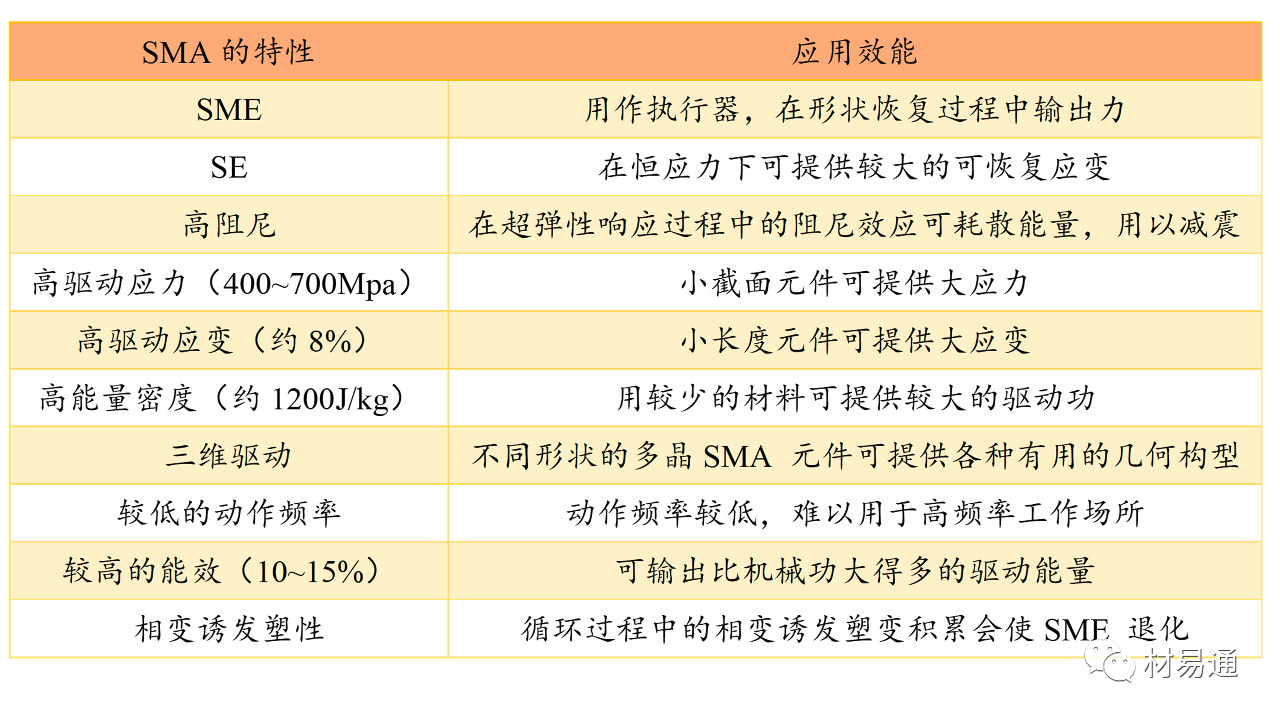 SMA 的特性 应用效能
SME 用作执行器，在形状恢复过程中输出力
SE 在恒应力下可提供较大的可恢复应变
高阻尼 在超弹性响应过程中的阻尼效应可耗散能量，用以减震
高驱动应力（400~700Mpa） 小截面元件可提供大应力
高驱动应变（约 8%） 小长度元件可提供大应变
高能量密度（约 1200J/kg） 用较少的材料可提供较大的驱动功
三维驱动 不同形状的多晶 SMA 元件可提供各种有用的几何构型
较低的动作频率 动作频率较低，难以用于高频率工作场所
较高的能效（10~15%） 可输出比机械功大得多的驱动能量
相变诱发塑性 循环过程中的相变诱发塑变积累会使 SME 退化
材易通